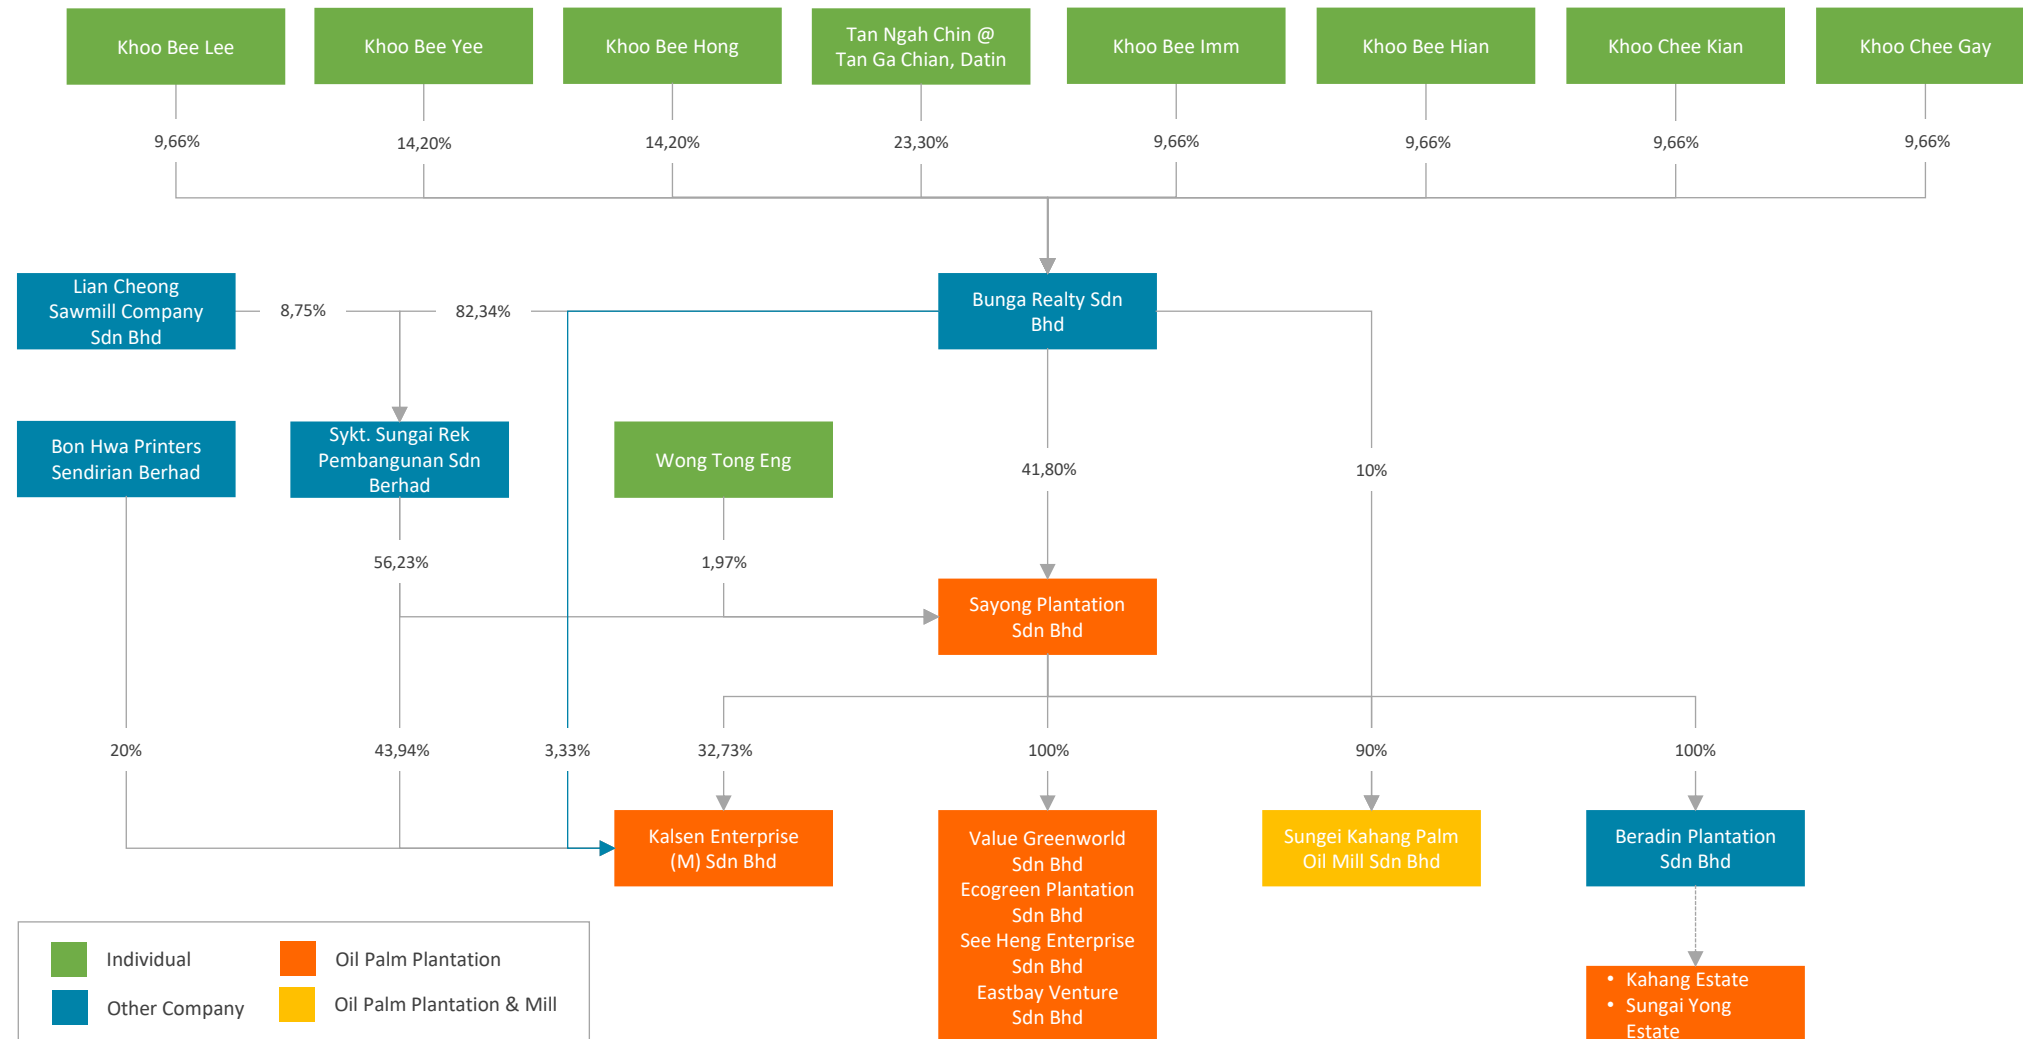 Khoo Bee Lee
Khoo Bee Yee
Khoo Bee Hong
Tan Ngah Chin @
Tan Ga Chian, Datin
Khoo Bee Imm
Khoo Bee Hian
Khoo Chee Kian
Khoo Chee Gay
9,66%
14,20%
14,20%
23,30%
9,66%
9,66%
9,66%
9,66%
Lian Cheong
Sawmill Company
Sdn Bhd
8,75%
82,34%
Bunga Realty Sdn
Bhd
Bon Hwa Printers
Sendirian Berhad
Sykt. Sungai Rek
Pembangunan Sdn
Berhad
Wong Tong Eng
41,80%
10%
56,23%
1,97%
Sayong Plantation
Sdn Bhd
20%
43,94%
3,33%
32,73%
100%
90%
100%
Kalsen Enterprise
(M) Sdn Bhd
Value Greenworld
Sdn Bhd
Ecogreen Plantation
Sdn Bhd
See Heng Enterprise
Sdn Bhd
Eastbay Venture
Sdn Bhd
Sungei Kahang Palm
Oil Mill Sdn Bhd
Beradin Plantation
Sdn Bhd
• Kahang Estate
• Sungai Yong
Estate
Individual
Oil Palm Plantation
Other Company
Oil Palm Plantation & Mill